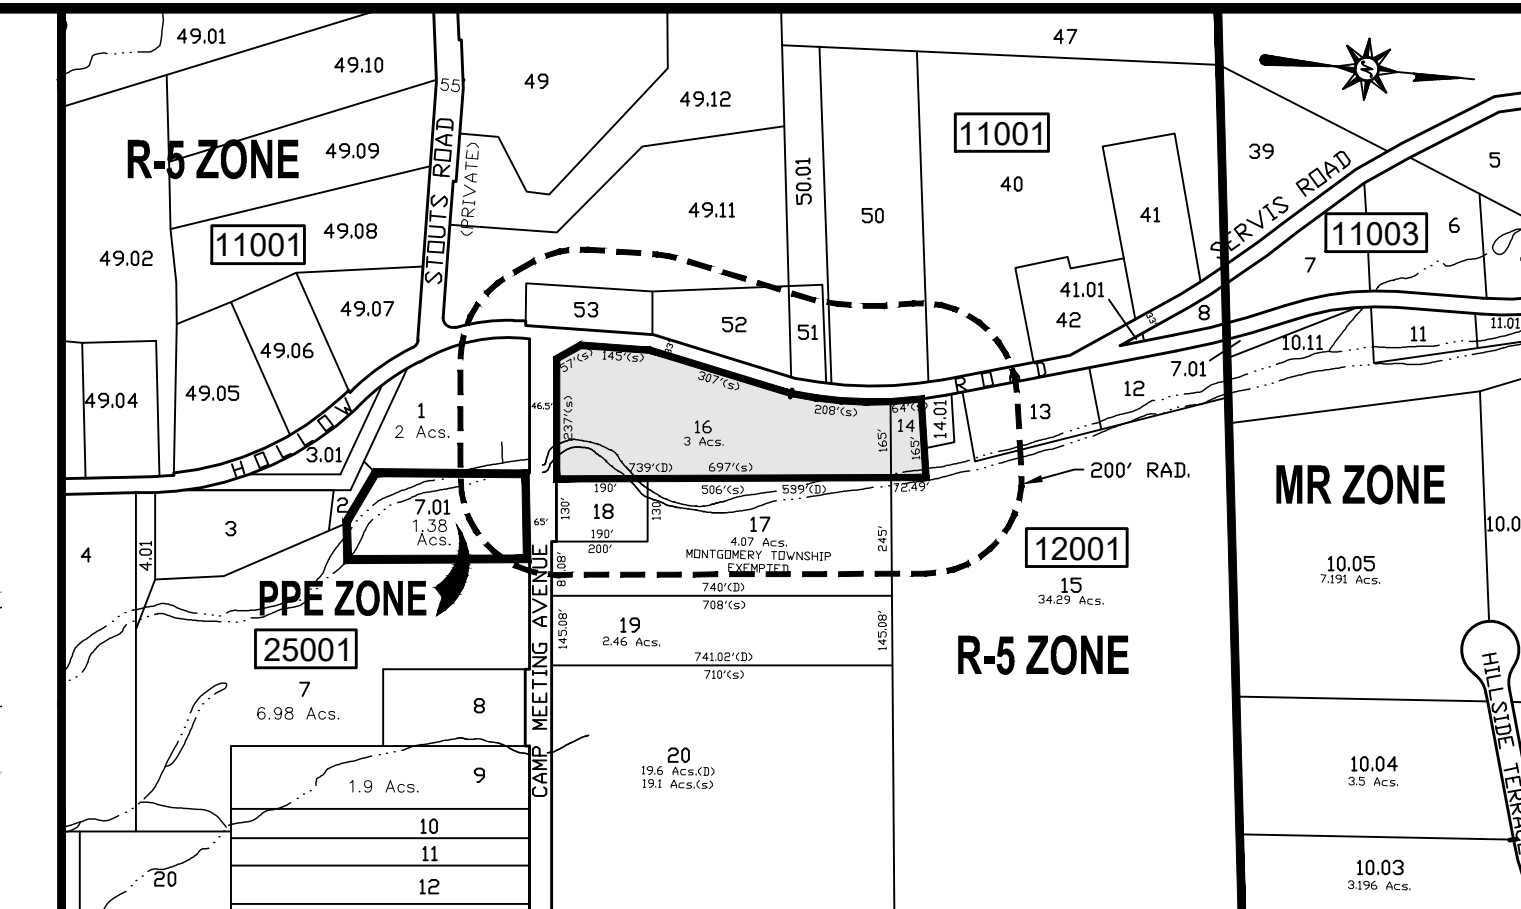 49.01
49.10
49
49.12
47
N
55
R-5 ZONE
49.09
STOUTS ROAD
(PRIVATE)
11001
39
5
50.01
40
49.11
50
41
DERVIS ROAD
49.02
11001
49.08
11003
6
7
49.07
53
52
51
41.01
42
33'
8
49.06
49.05
49.04
11
11.01
10.11
7.01
12
13
ROAD
HOLLOW
1
2 Acs.
3.01
57'(s)
145'(s)
33'
307'(s)
208'(s)
64'(s)
46.5'
237'(s)
16
3 Acs.
165'
14
165'
14.01
739'(D)
697'(s)
200' RAD.
MR ZONE
2
7.01
1.38
Acs.
190'
506'(s)
539'(D)
72.49'
3
4
4.01
65'
130'
18
130'
190'
200'
17
4.07 Acs.
MONTGOMERY TOWNSHIP
EXEMPTED
245'
12001
15
34.29 Acs.
10.05
7.191 Acs.
PPE ZONE
740'(D)
708'(s)
25001
CAMP MEETING AVENUE
145.08'
19
2.46 Acs.
145.08'
741.02'(D)
710'(s)
R-5 ZONE
HILLSIDE TERRACE
7
6.98 Acs.
8
9
1.9 Acs.
20
19.6 Acs.(D)
19.1 Acs.(s)
10.04
3.5 Acs.
10
11
12
20
10.03
3.196 Acs.